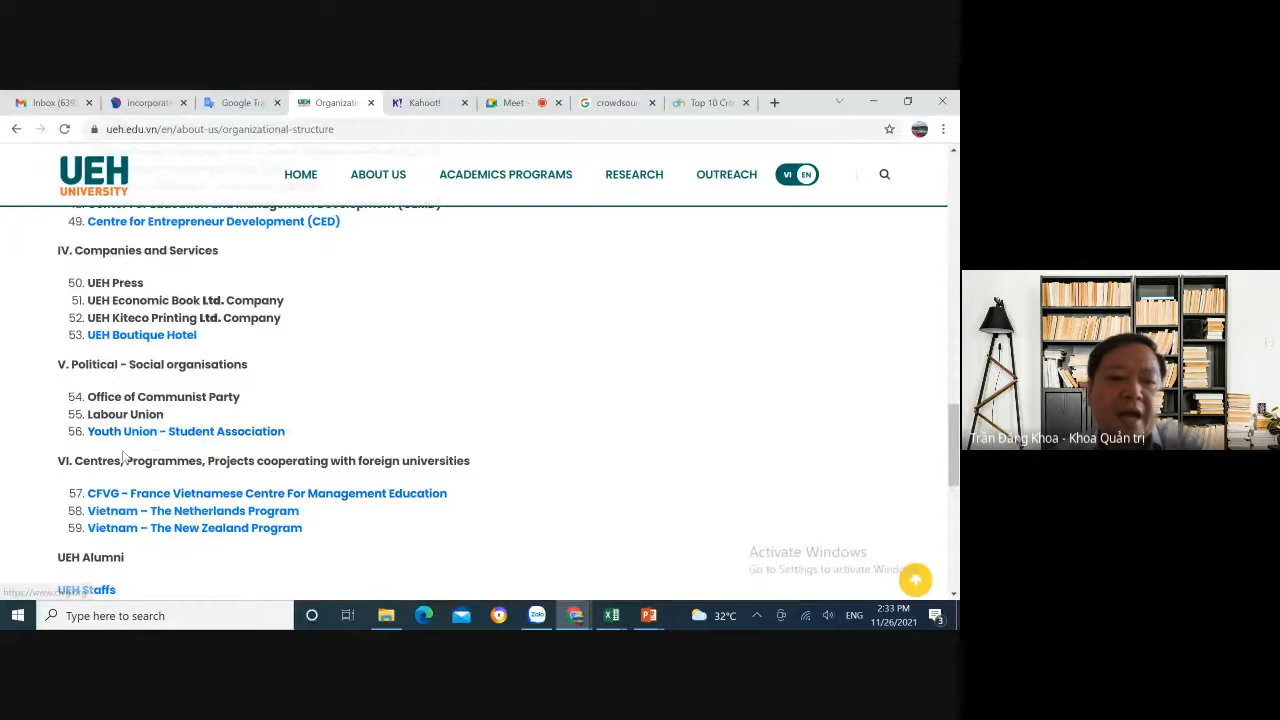 Inbox (639
incorporat
Google Tra
Organizati
Kahoot!
Meet -
crowdsou
Top 10 Cro
ueh.edu.vn/en/about-us/organizational-structure
UEH
UNIVERSITY
HOME
ABOUT US
ACADEMICS PROGRAMS
RESEARCH
OUTREACH
VI
EN
49. Centre for Entrepreneur Development (CED)
IV. Companies and Services
50. UEH Press
51. UEH Economic Book Ltd. Company
52. UEH Kiteco Printing Ltd. Company
53. UEH Boutique Hotel
V. Political - Social organisations
54. Office of Communist Party
55. Labour Union
56. Youth Union - Student Association
VI. Centres, Programmes, Projects cooperating with foreign universities
57. CFVG - France Vietnamese Centre For Management Education
58. Vietnam – The Netherlands Program
59. Vietnam – The New Zealand Program
UEH Alumni
UEH Staffs
Activate Windows
Go to Settings to activate Windows
Type here to search
Zalo
32°C
ENG
2:33 PM
11/26/2021
3
Trần Đăng Khoa - Khoa Quản trị